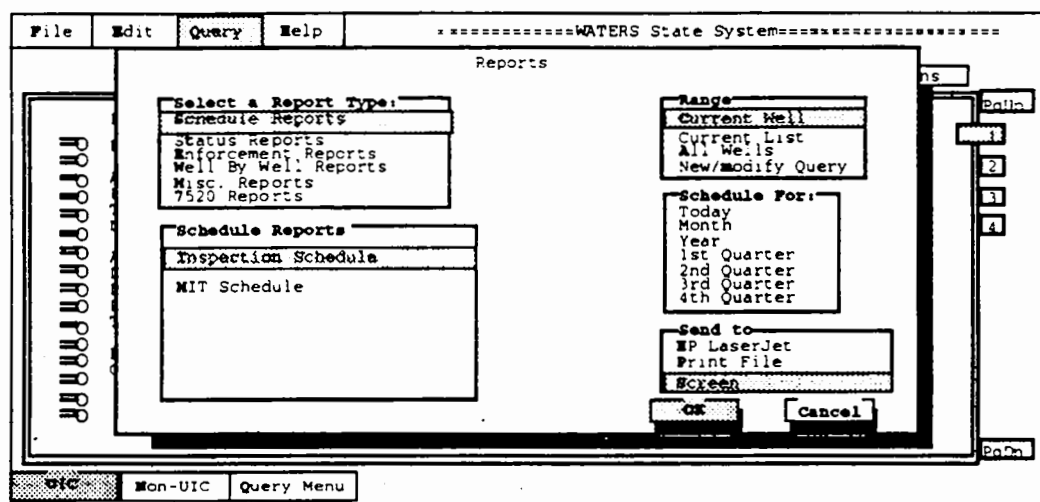 File Edit Query Help ============WATERS State System==================
Reports
ns
Select a Report Type:
Schedule Reports
Status Reports
Enforcement Reports
Well By Well Reports
Misc. Reports
7520 Reports
Schedule Reports
Inspection Schedule
MIT Schedule
Range
Current Well
Current List
All Wells
New/modify Query
Schedule For:
Today
Month
Year
1st Quarter
2nd Quarter
3rd Quarter
4th Quarter
Send to
HP LaserJet
Print File
Screen
OK Cancel
PgUp
1
2
3
4
PgDn
UIC Non-UIC Query Menu